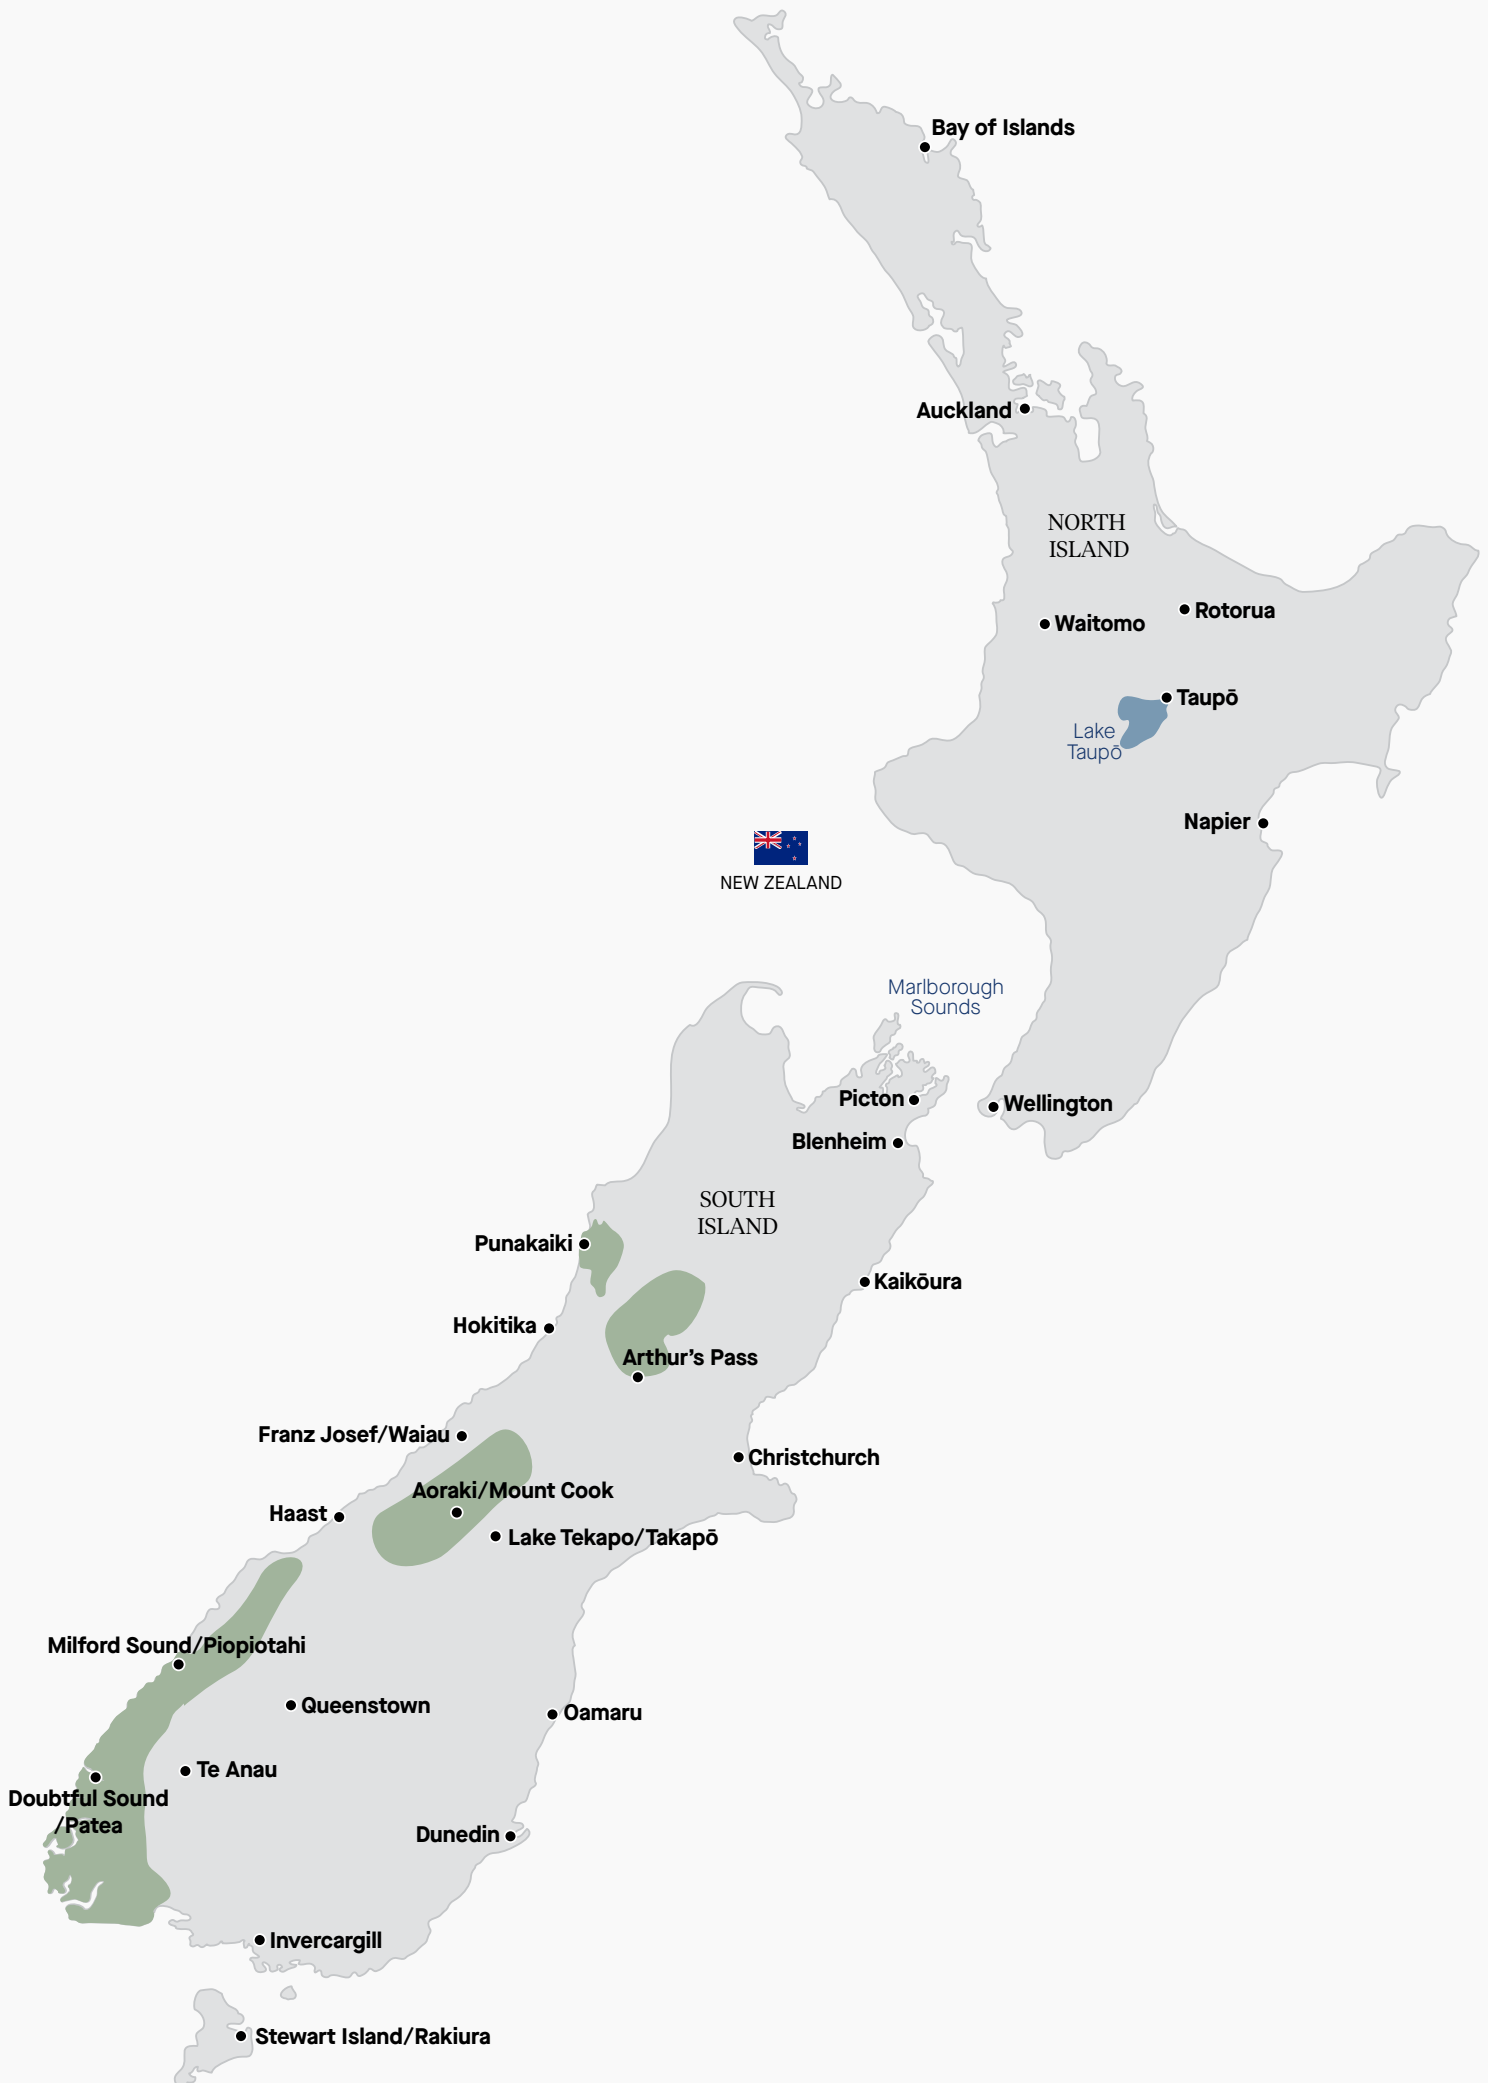 Bay of Islands
Auckland
NORTH
ISLAND
Rotorua
Waitomo
Taupō
Lake
Taupō
Napier
NEW ZEALAND
Marlborough
Sounds
Picton
Wellington
Blenheim
SOUTH
ISLAND
Punakaiki
Kaikōura
Hokitika
Arthur’s Pass
Franz Josef/Waiau
Christchurch
Aoraki/Mount Cook
Haast
Lake Tekapo/Takapō
Milford Sound/Piopiotahi
Queenstown
Oamaru
Te Anau
Doubtful Sound
/Patea
Dunedin
Invercargill
Stewart Island/Rakiura